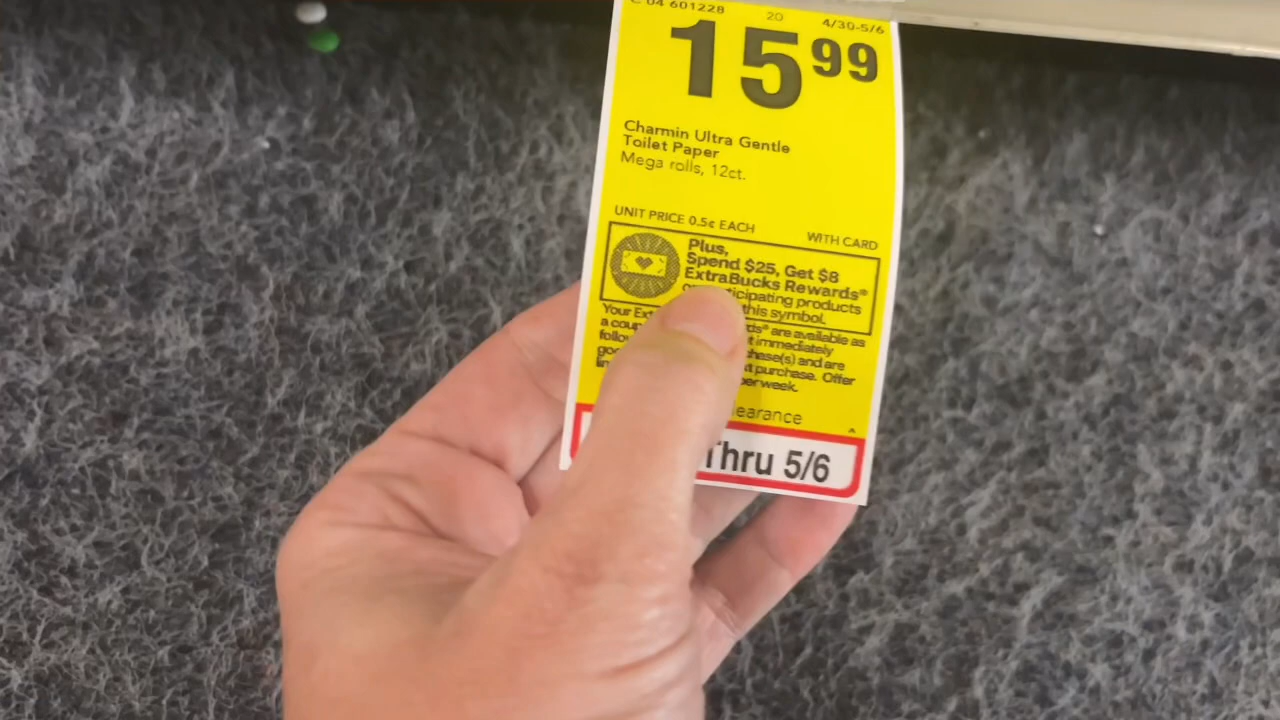 C 04 601228 20 4/30-5/6
15 99
Charmin Ultra Gentle
Toilet Paper
Mega rolls, 12ct.
UNIT PRICE 0.5¢ EACH WITH CARD
Plus,
Spend $25, Get $8
ExtraBucks Rewards®
products
this symbol.
Your are available as
a immediately
and are
purchase. Offer
week.
Thru 5/6